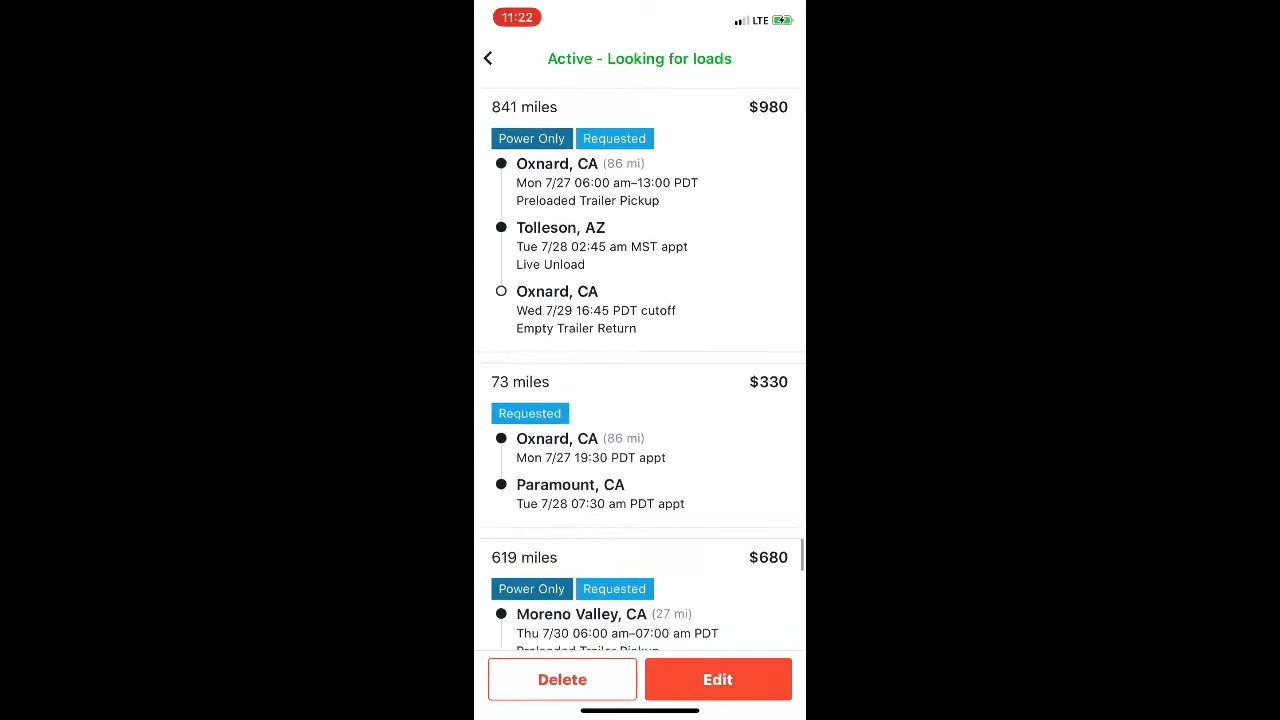 11:22
LTE
Active - Looking for loads
841 miles
$980
Power Only
Requested
Oxnard, CA (86 mi)
Mon 7/27 06:00 am–13:00 PDT
Preloaded Trailer Pickup
Tolleson, AZ
Tue 7/28 02:45 am MST appt
Live Unload
Oxnard, CA
Wed 7/29 16:45 PDT cutoff
Empty Trailer Return
73 miles
$330
Requested
Oxnard, CA (86 mi)
Mon 7/27 19:30 PDT appt
Paramount, CA
Tue 7/28 07:30 am PDT appt
619 miles
$680
Power Only
Requested
Moreno Valley, CA (27 mi)
Thu 7/30 06:00 am–07:00 am PDT
Preloaded Trailer Pickup
Delete
Edit